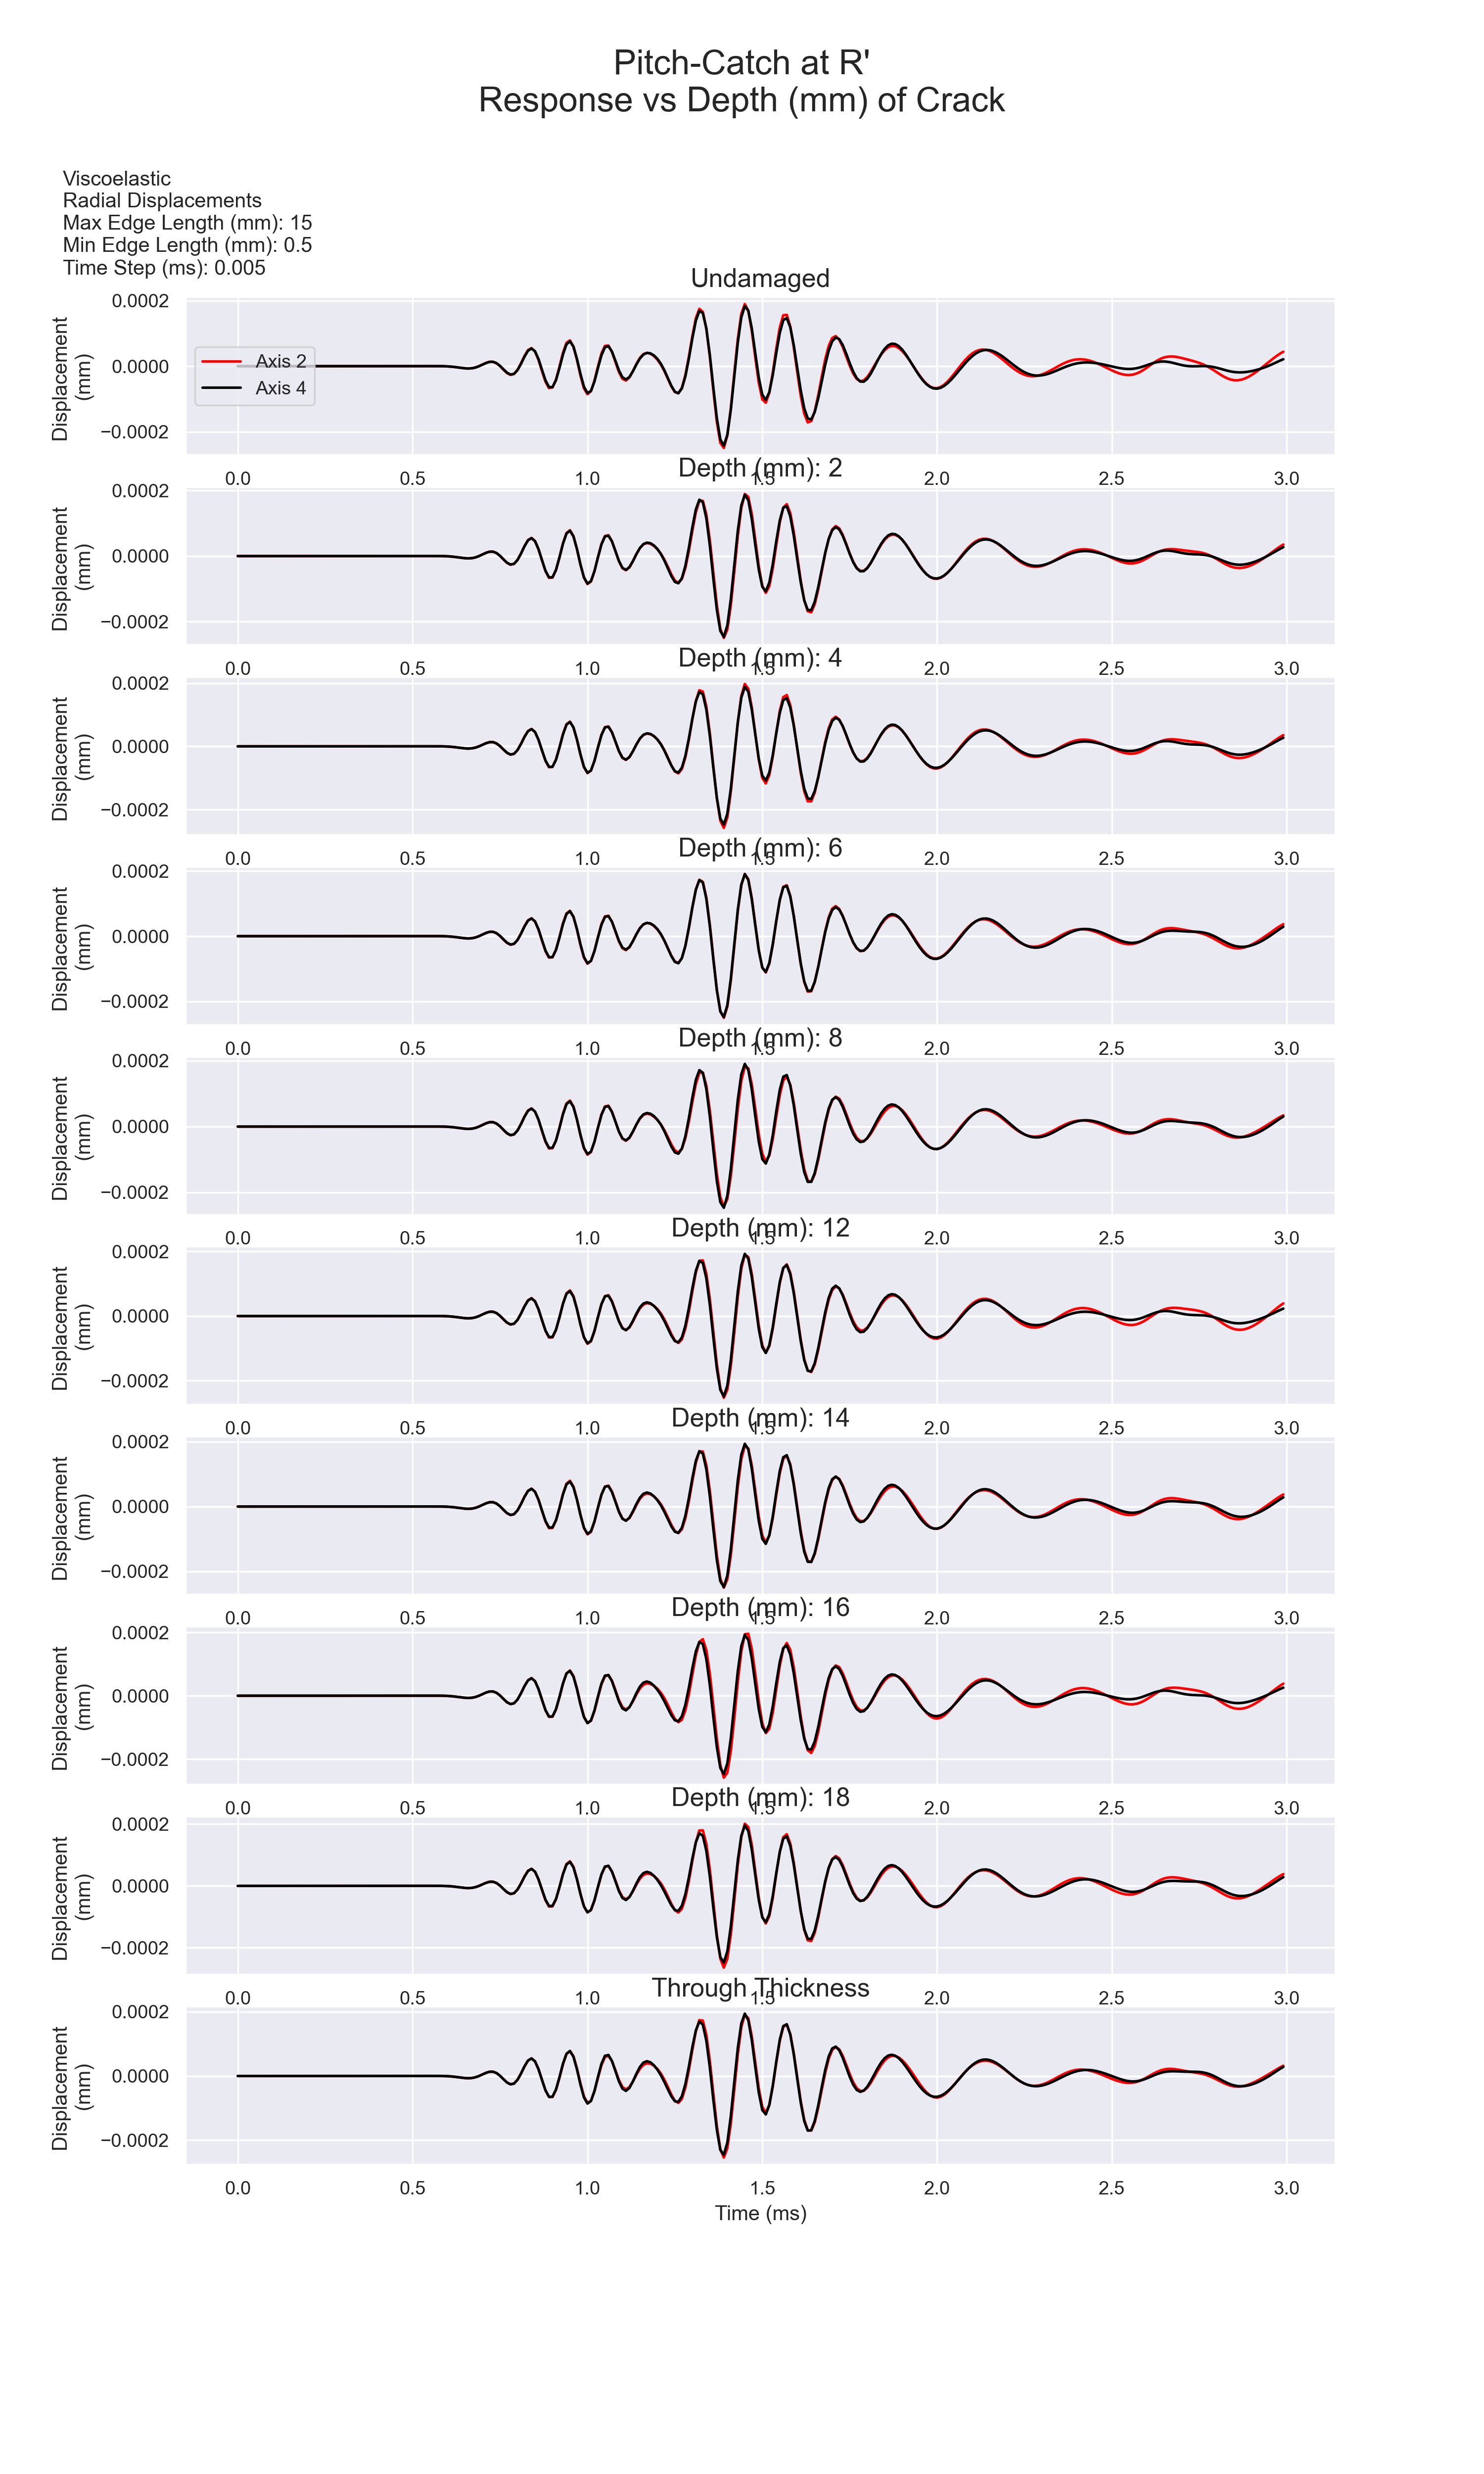 Pitch-Catch at R'
Response vs Depth (mm) of Crack
Viscoelastic
Radial Displacements
Max Edge Length (mm): 15
Min Edge Length (mm): 0.5
Time Step (ms): 0.005
Undamaged
Displacement
(mm)
0.0002
0.0000
−0.0002
Axis 2
Axis 4
0.0 0.5 1.0 1.5 2.0 2.5 3.0
Depth (mm): 2
Displacement
(mm)
0.0002
0.0000
−0.0002
0.0 0.5 1.0 1.5 2.0 2.5 3.0
Depth (mm): 4
Displacement
(mm)
0.0002
0.0000
−0.0002
0.0 0.5 1.0 1.5 2.0 2.5 3.0
Depth (mm): 6
Displacement
(mm)
0.0002
0.0000
−0.0002
0.0 0.5 1.0 1.5 2.0 2.5 3.0
Depth (mm): 8
Displacement
(mm)
0.0002
0.0000
−0.0002
0.0 0.5 1.0 1.5 2.0 2.5 3.0
Depth (mm): 12
Displacement
(mm)
0.0002
0.0000
−0.0002
0.0 0.5 1.0 1.5 2.0 2.5 3.0
Depth (mm): 14
Displacement
(mm)
0.0002
0.0000
−0.0002
0.0 0.5 1.0 1.5 2.0 2.5 3.0
Depth (mm): 16
Displacement
(mm)
0.0002
0.0000
−0.0002
0.0 0.5 1.0 1.5 2.0 2.5 3.0
Depth (mm): 18
Displacement
(mm)
0.0002
0.0000
−0.0002
0.0 0.5 1.0 1.5 2.0 2.5 3.0
Through Thickness
Displacement
(mm)
0.0002
0.0000
−0.0002
0.0 0.5 1.0 1.5 2.0 2.5 3.0
Time (ms)